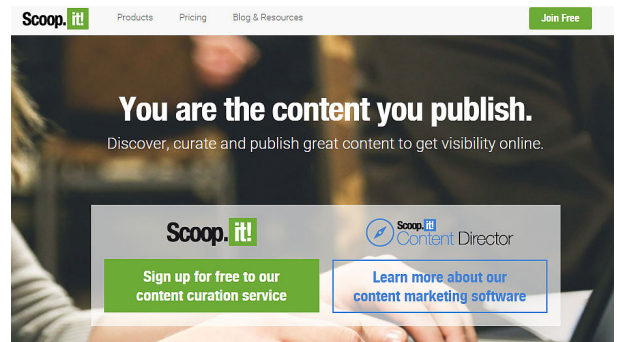 Scoop.it! Products Pricing Blog & Resources Join Free
You are the content you publish.
Discover, curate and publish great content to get visibility online.
Scoop.it!
Scoop.it!
Content Director
Sign up for free to our
content curation service
Learn more about our
content marketing software